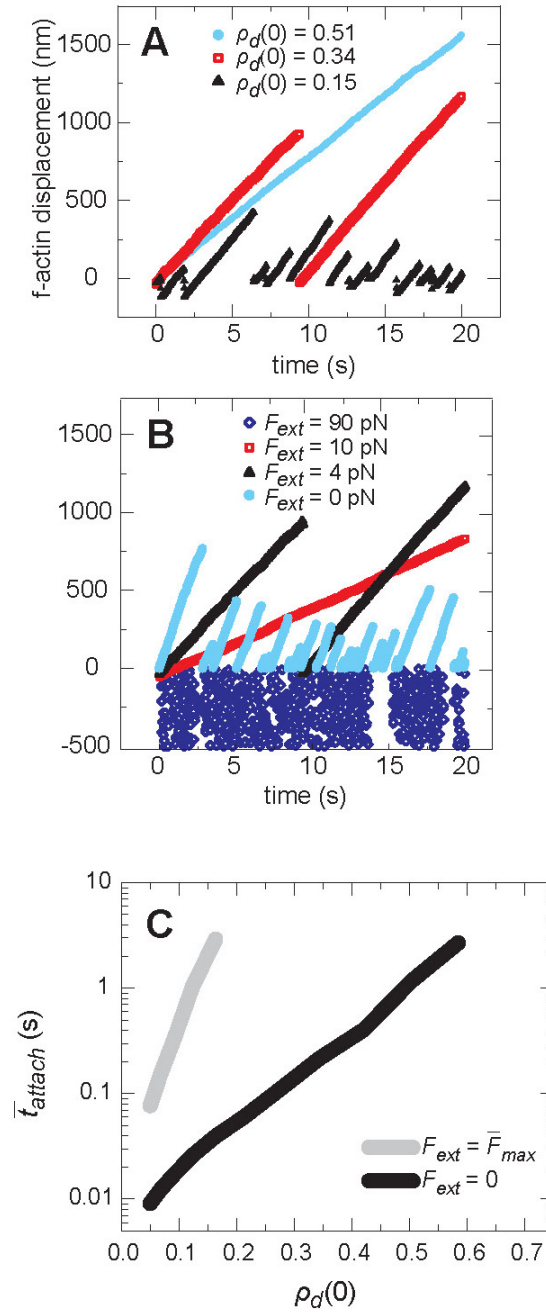 A
ρd(0) = 0.51
ρd(0) = 0.34
ρd(0) = 0.15
1500
1000
500
0
f-actin displacement (nm)
0 5 10 15 20
time (s)
B
Fext = 90 pN
Fext = 10 pN
Fext = 4 pN
Fext = 0 pN
1500
1000
500
0
-500
0 5 10 15 20
time (s)
C
10
1
0.1
0.01
t̅attach (s)
Fext = F̅max
Fext = 0
0.0 0.1 0.2 0.3 0.4 0.5 0.6 0.7
ρd(0)